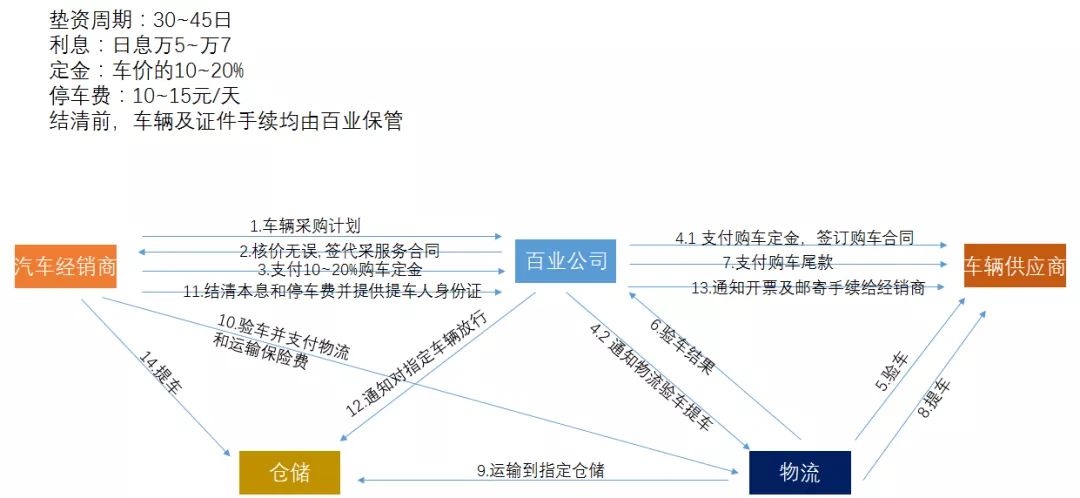 垫资周期：30~45日
利息：日息万5~万7
定金：车价的10~20%
停车费：10~15元/天
结清前，车辆及证件手续均由百业保管
汽车经销商
1.车辆采购计划
2.核价无误, 签代采服务合同
3.支付10~20%购车定金
11.结清本息和停车费并提供提车人身份证
百业公司
4.1 支付购车定金，签订购车合同
7.支付购车尾款
13.通知开票及邮寄手续给经销商
车辆供应商
10.验车并支付物流
和运输保险费
14.提车
12.通知对指定车辆放行
4.2 通知物流验车提车
6.验车结果
5.验车
8.提车
仓储
9.运输到指定仓储
物流